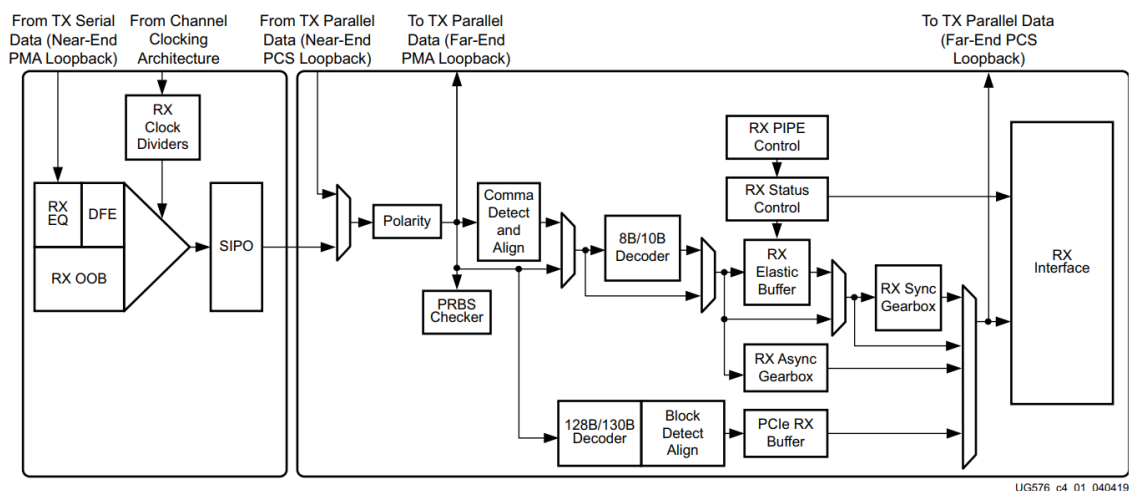 From TX Serial
Data (Near-End
PMA Loopback)
From Channel
Clocking
Architecture
From TX Parallel
Data (Near-End
PCS Loopback)
To TX Parallel
Data (Far-End
PMA Loopback)
To TX Parallel Data
(Far-End PCS
Loopback)
RX
Clock
Dividers
RX
EQ
DFE
RX OOB
SIPO
Polarity
Comma
Detect
and
Align
PRBS
Checker
8B/10B
Decoder
RX PIPE
Control
RX Status
Control
RX
Elastic
Buffer
RX Sync
Gearbox
RX Async
Gearbox
128B/130B
Decoder
Block
Detect
Align
PCIe RX
Buffer
RX
Interface
UG576_c4_01_040419